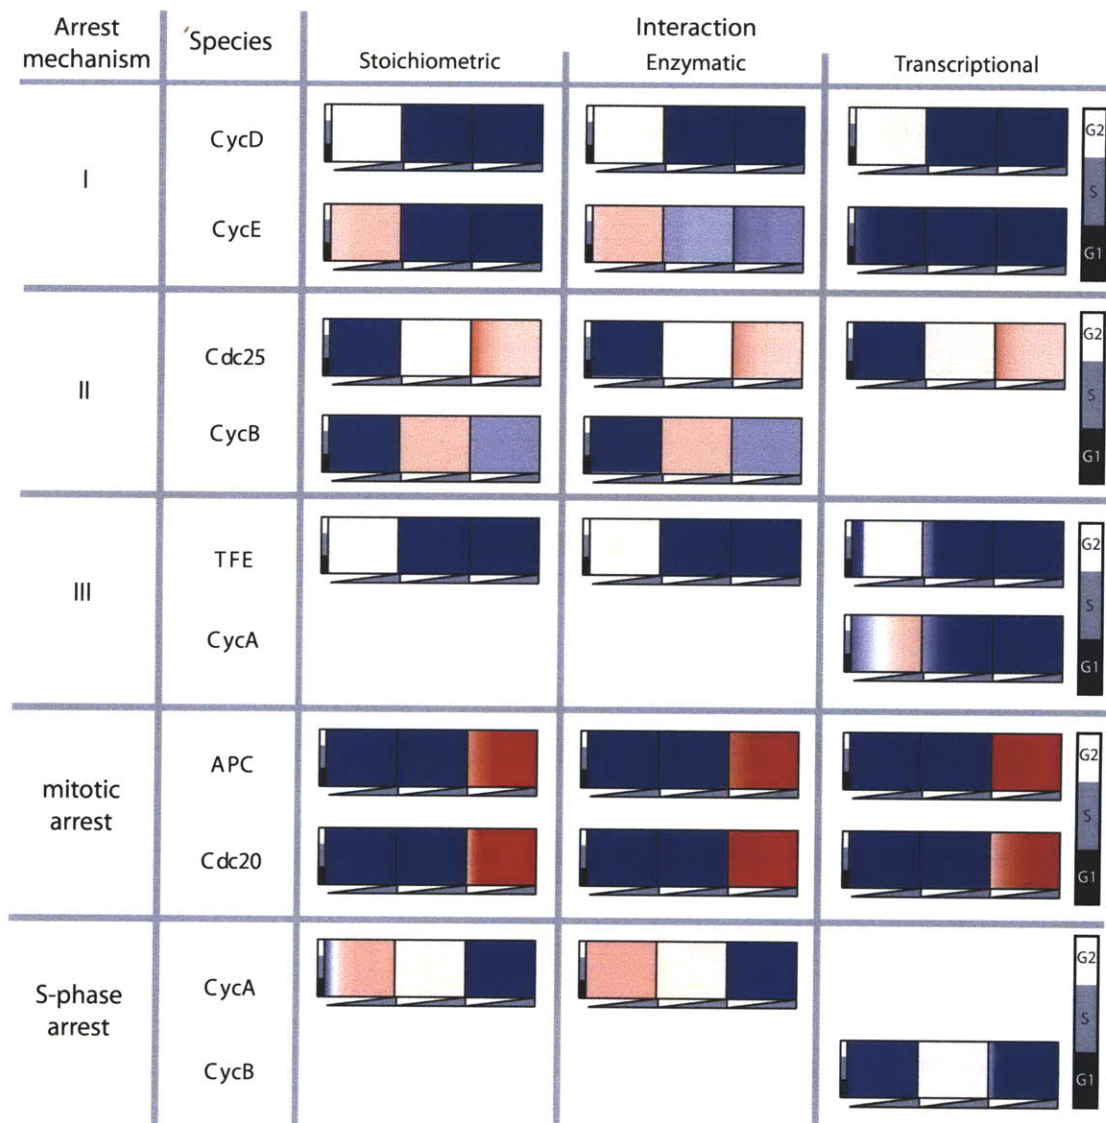 Arrest mechanism
Species
Interaction
Stoichiometric
Enzymatic
Transcriptional
I
CycD
CycE
G2
S
G1
II
Cdc25
CycB
G2
S
G1
III
TFE
CycA
G2
S
G1
mitotic arrest
APC
Cdc20
G2
S
G1
S-phase arrest
CycA
CycB
G2
S
G1